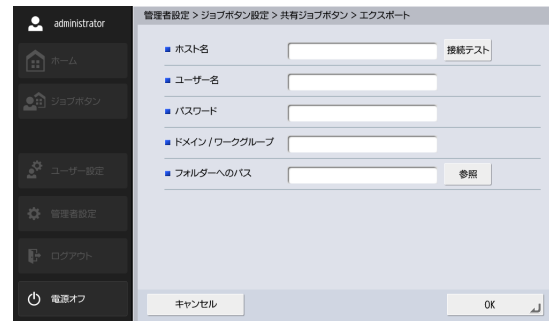 administrator
管理者設定 > ジョブボタン設定 > 共有ジョブボタン > エクスポート
ホーム
ジョブボタン
ユーザー設定
管理者設定
ログアウト
電源オフ
ホスト名
接続テスト
ユーザー名
パスワード
ドメイン / ワークグループ
フォルダーへのパス
参照
キャンセル
OK